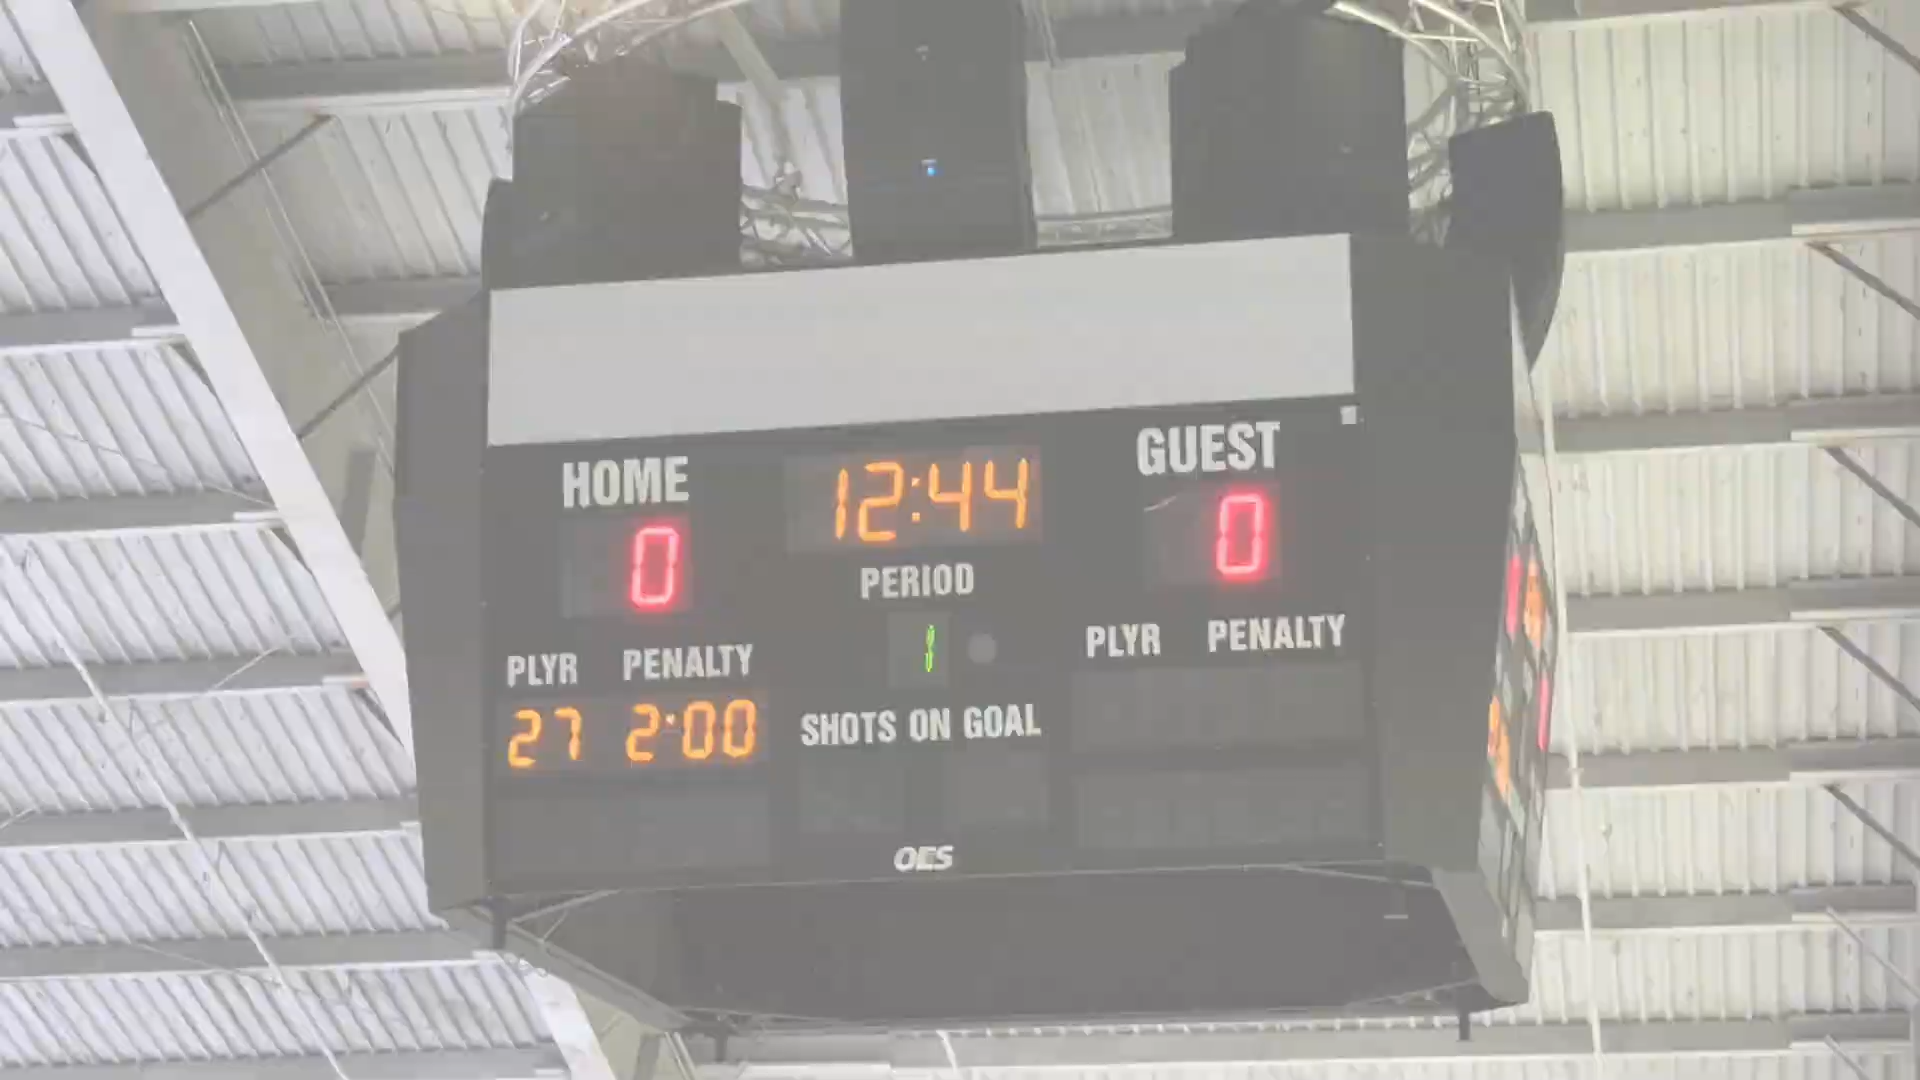 HOME 12:44 GUEST
0 0
PERIOD
1
PLYR PENALTY PLYR PENALTY
27 2:00
SHOTS ON GOAL
OES